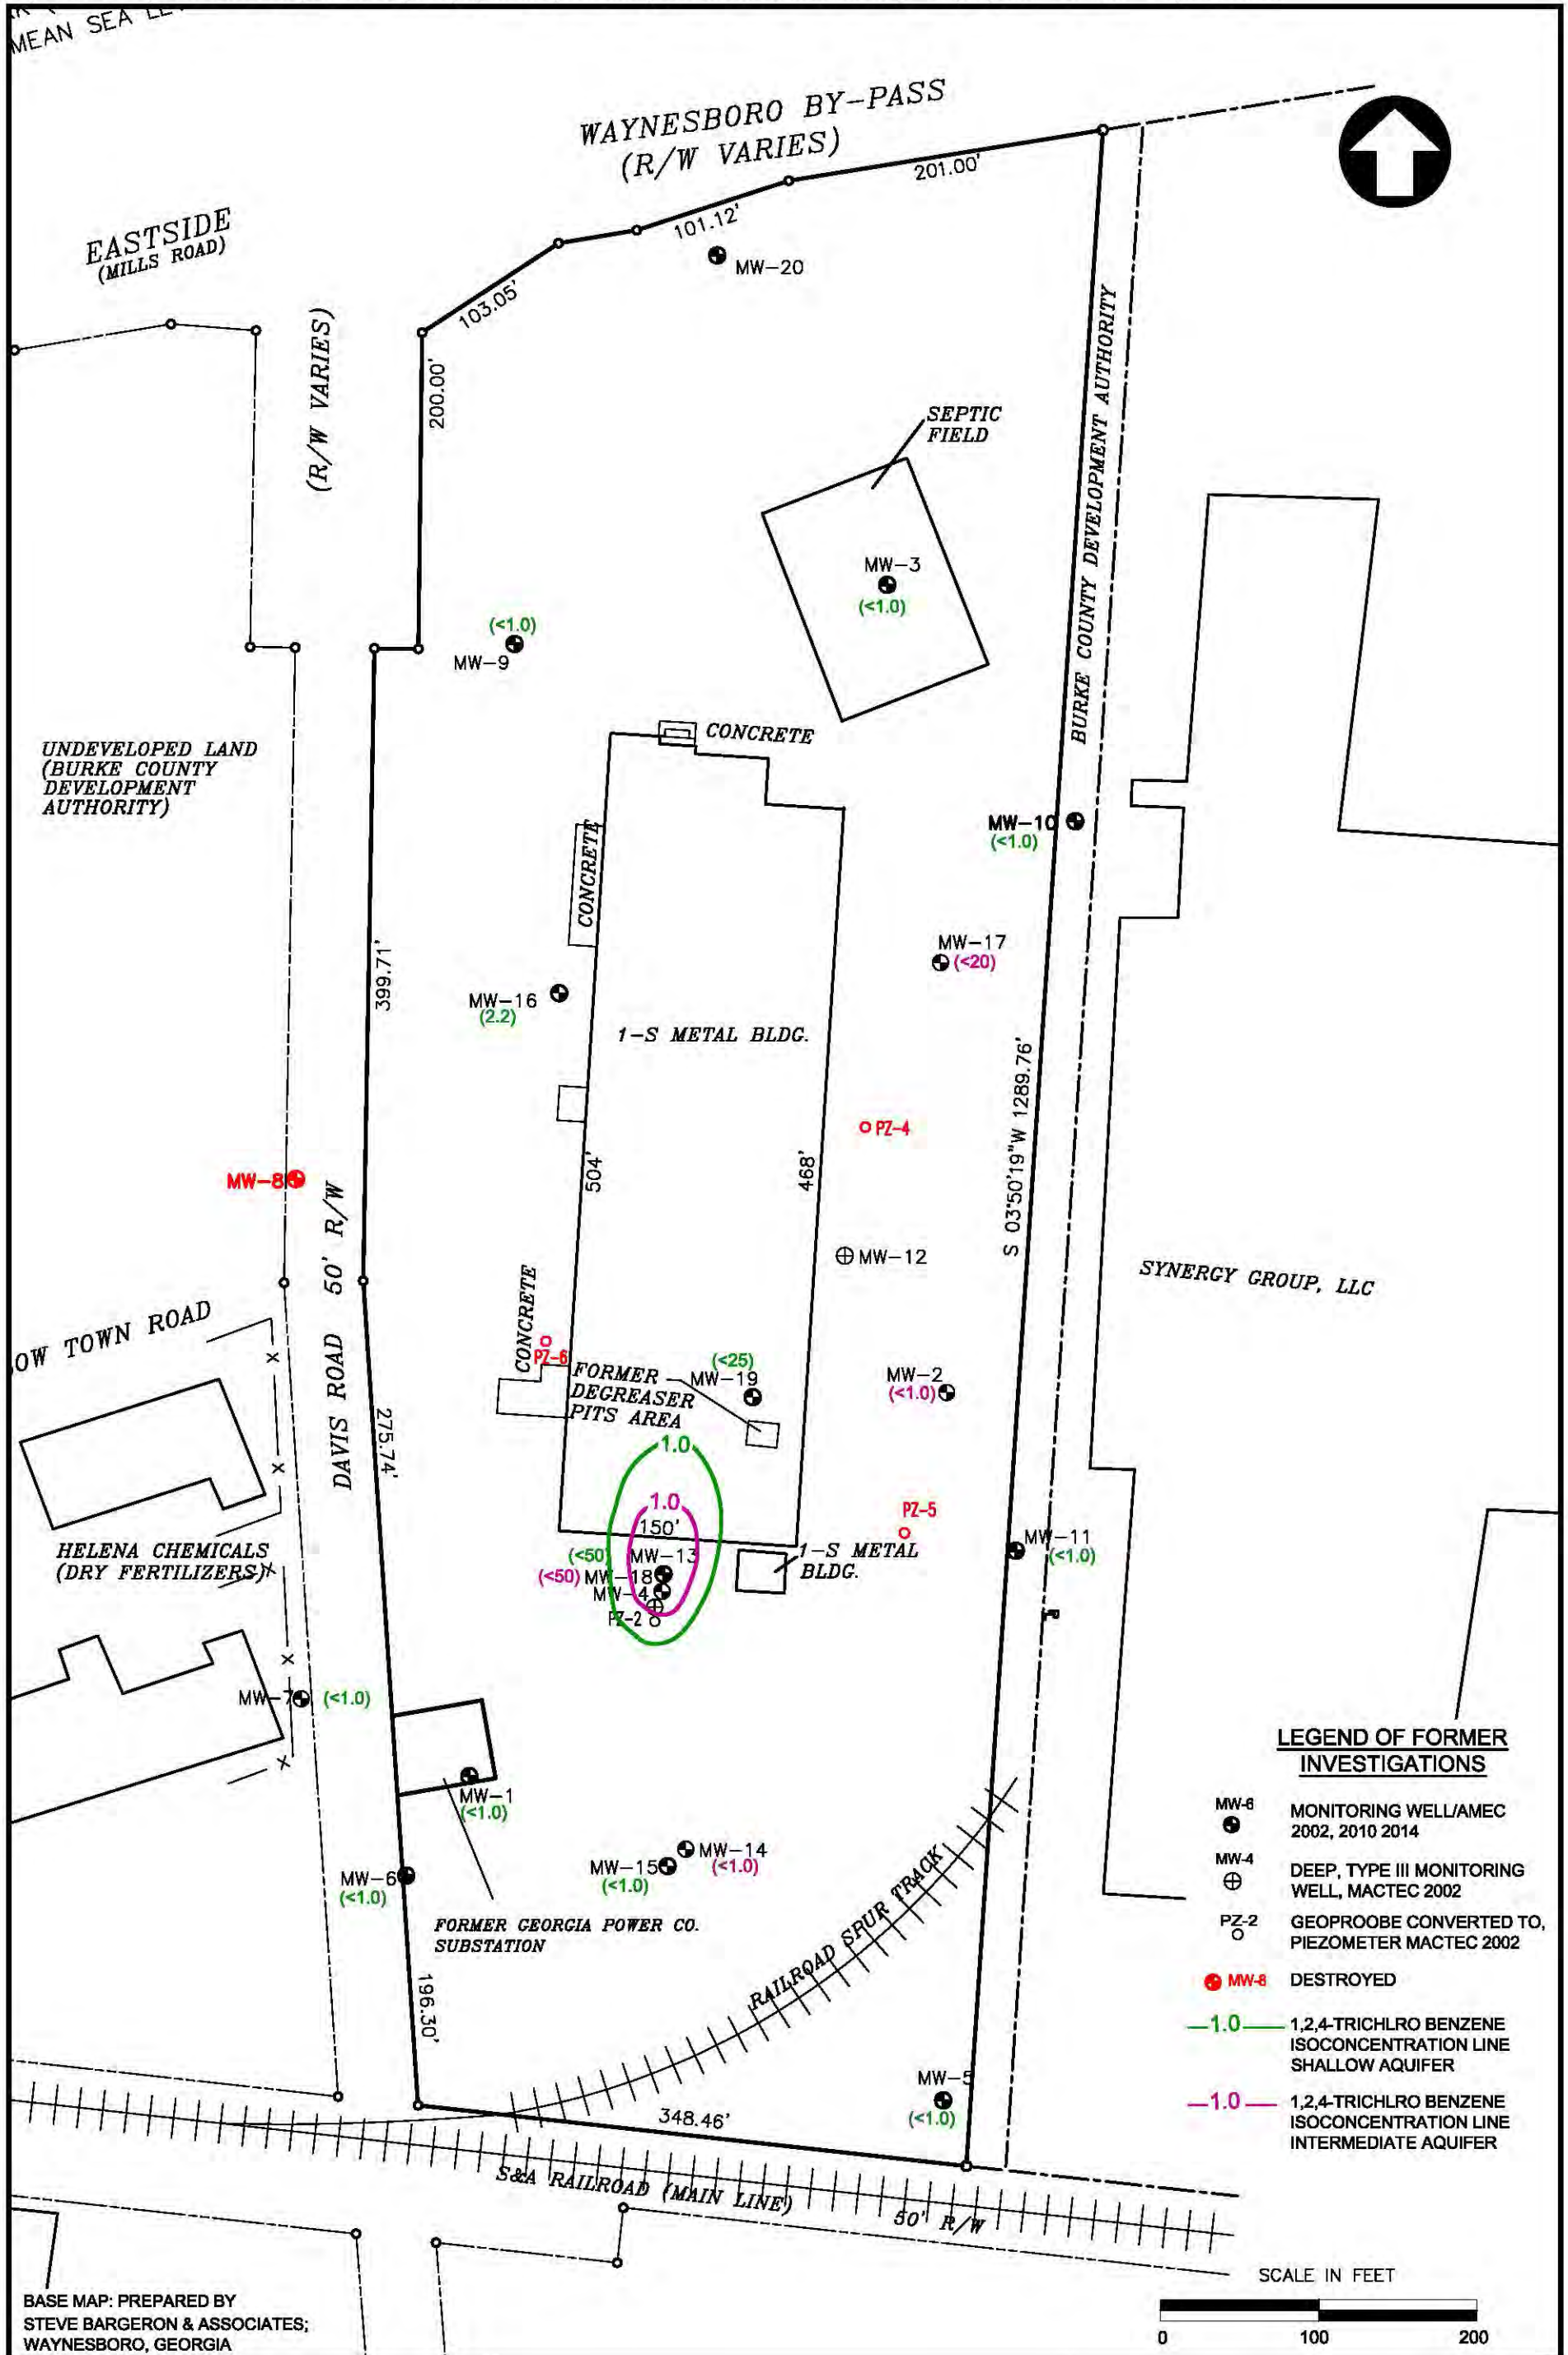 MEAN SEA
WAYNESBORO BY-PASS
(R/W VARIES)
201.00'
101.12'
MW-20
EASTSIDE
(MILLS ROAD)
103.05'
(R/W VARIES)
200.00'
SEPTIC
FIELD
BURKE COUNTY DEVELOPMENT AUTHORITY
MW-3
(<1.0)
(<1.0)
MW-9
CONCRETE
UNDEVELOPED LAND
(BURKE COUNTY
DEVELOPMENT
AUTHORITY)
CONCRETE
MW-10
(<1.0)
399.71'
MW-17
(<20)
MW-16
(2.2)
1-S METAL BLDG.
S 03°50'19"W 1289.76'
PZ-4
504'
468'
MW-8
DAVIS ROAD 50' R/W
MW-12
SYNERGY GROUP, LLC
OW TOWN ROAD
CONCRETE
PZ-6
FORMER
DEGREASER
PITS AREA
(<25)
MW-19
MW-2
(<1.0)
275.74'
1.0
1.0
150'
PZ-5
HELENA CHEMICALS
(DRY FERTILIZERS)
(<50)
MW-13
(<50)
MW-18
MW-4
PZ-2
1-S METAL
BLDG.
MW-11
(<1.0)
MW-7
(<1.0)
MW-1
(<1.0)
MW-14
(<1.0)
MW-15
(<1.0)
MW-6
(<1.0)
FORMER GEORGIA POWER CO.
SUBSTATION
RAILROAD SPUR TRACK
196.30'
MW-5
(<1.0)
348.46'
S&A RAILROAD (MAIN LINE)
50' R/W
LEGEND OF FORMER
INVESTIGATIONS
MW-6
MONITORING WELL/AMEC
2002, 2010 2014
MW-4
DEEP, TYPE III MONITORING
WELL, MACTEC 2002
PZ-2
GEOPROOBE CONVERTED TO,
PIEZOMETER MACTEC 2002
MW-8
DESTROYED
1.0
1,2,4-TRICHLRO BENZENE
ISOCONCENTRATION LINE
SHALLOW AQUIFER
1.0
1,2,4-TRICHLRO BENZENE
ISOCONCENTRATION LINE
INTERMEDIATE AQUIFER
BASE MAP: PREPARED BY
STEVE BARGERON & ASSOCIATES;
WAYNESBORO, GEORGIA
SCALE IN FEET
0 100 200